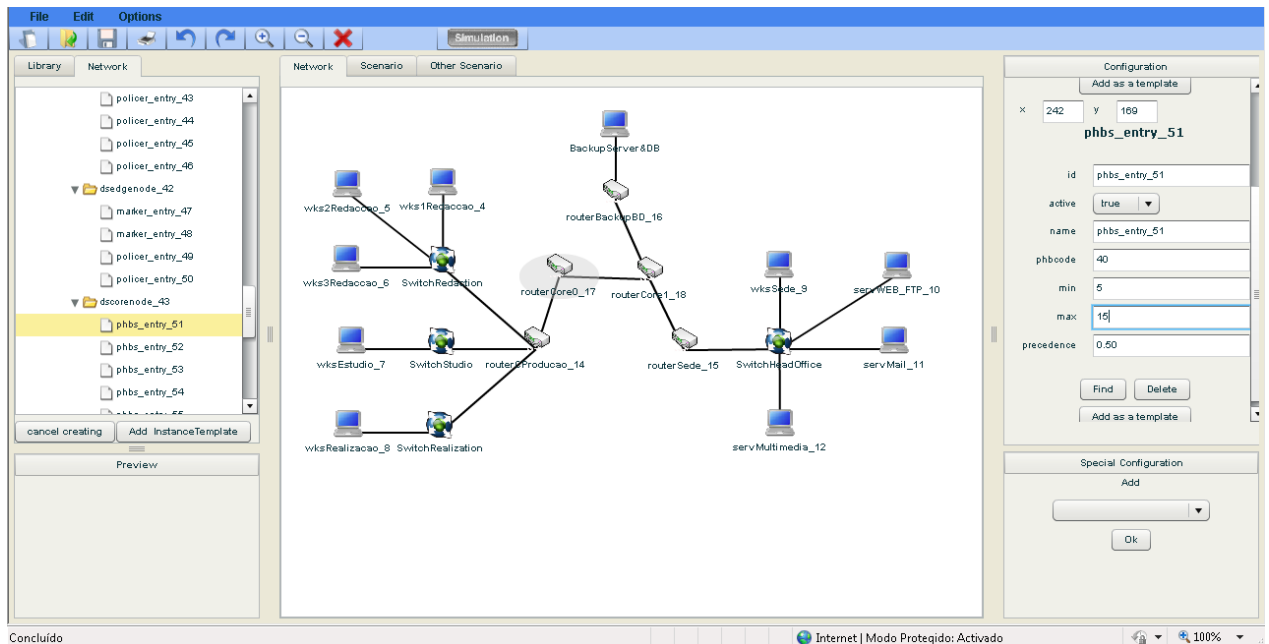 File Edit Options
Simulation
Library Network
policer_entry_43
policer_entry_44
policer_entry_45
policer_entry_46
dsedgenode_42
marker_entry_47
marker_entry_48
policer_entry_49
policer_entry_50
dscorenode_43
phbs_entry_51
phbs_entry_52
phbs_entry_53
phbs_entry_54
cancel creating Add InstanceTemplate
Preview
Network Scenario Other Scenario
BackupServer&DB
wks2Redaccao_5 wks1Redaccao_4
routerBackupBD_16
wks3Redaccao_6 SwitchRedaction
routerCore0_17 routerCore1_18
wksSede_9 servWEB_FTP_10
wksEstudio_7 SwitchStudio
routerSede_15 SwitchHeadOffice servMail_11
wksRealizacao_8 SwitchRealization
servMultimedia_12
Configuration
Add as a template
x 242 y 169
phbs_entry_51
id phbs_entry_51
active true
name phbs_entry_51
phbcode 40
min 5
max 15
precedence 0.50
Find Delete
Add as a template
Special Configuration
Add
Ok
Concluído Internet | Modo Protegido: Activado 100%